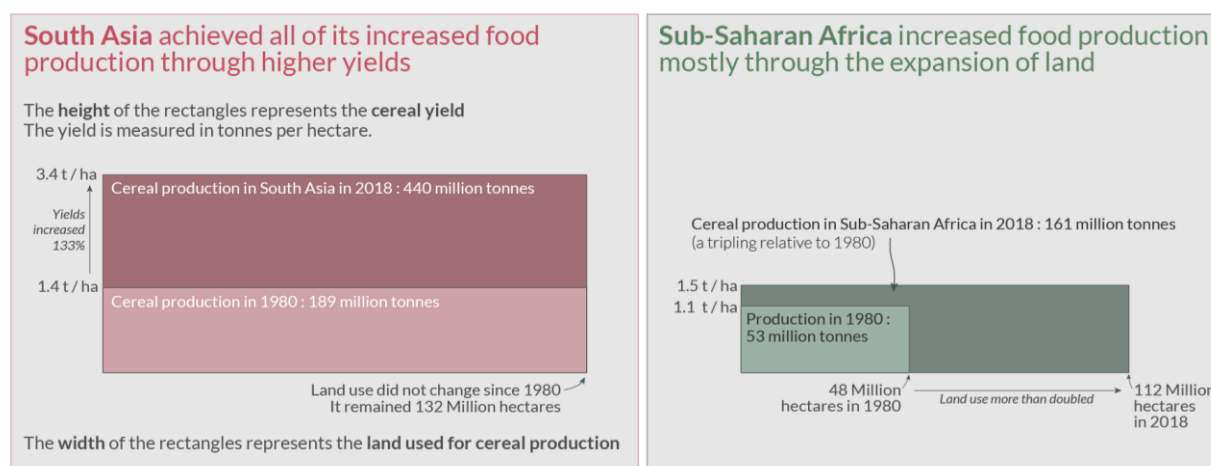 South Asia achieved all of its increased food
production through higher yields
The height of the rectangles represents the cereal yield
The yield is measured in tonnes per hectare.
3.4 t / ha
Cereal production in South Asia in 2018 : 440 million tonnes
Yields
increased
133%
1.4 t / ha
Cereal production in 1980 : 189 million tonnes
Land use did not change since 1980
It remained 132 Million hectares
The width of the rectangles represents the land used for cereal production
Sub-Saharan Africa increased food production
mostly through the expansion of land
Cereal production in Sub-Saharan Africa in 2018 : 161 million tonnes
(a tripling relative to 1980)
1.5 t / ha
1.1 t / ha
Production in 1980 :
53 million tonnes
48 Million
hectares in 1980
Land use more than doubled
112 Million
hectares
in 2018